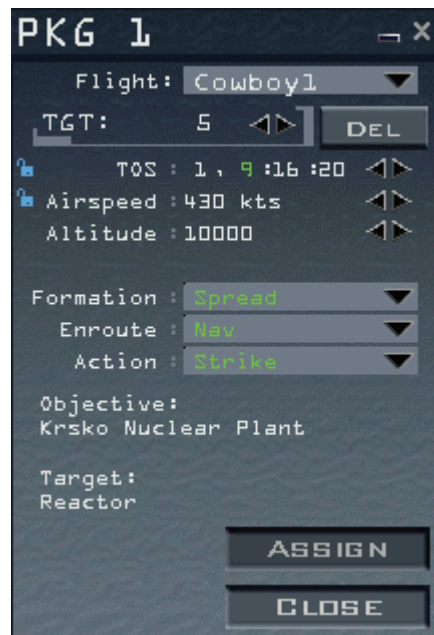 PKG 1
Flight: Cowboy1
TGT: 5 DEL
TOS : 1, 9:16:20
Airspeed : 430 kts
Altitude : 10000
Formation : Spread
Enroute : Nav
Action : Strike
Objective:
Krsko Nuclear Plant
Target:
Reactor
ASSIGN
CLOSE